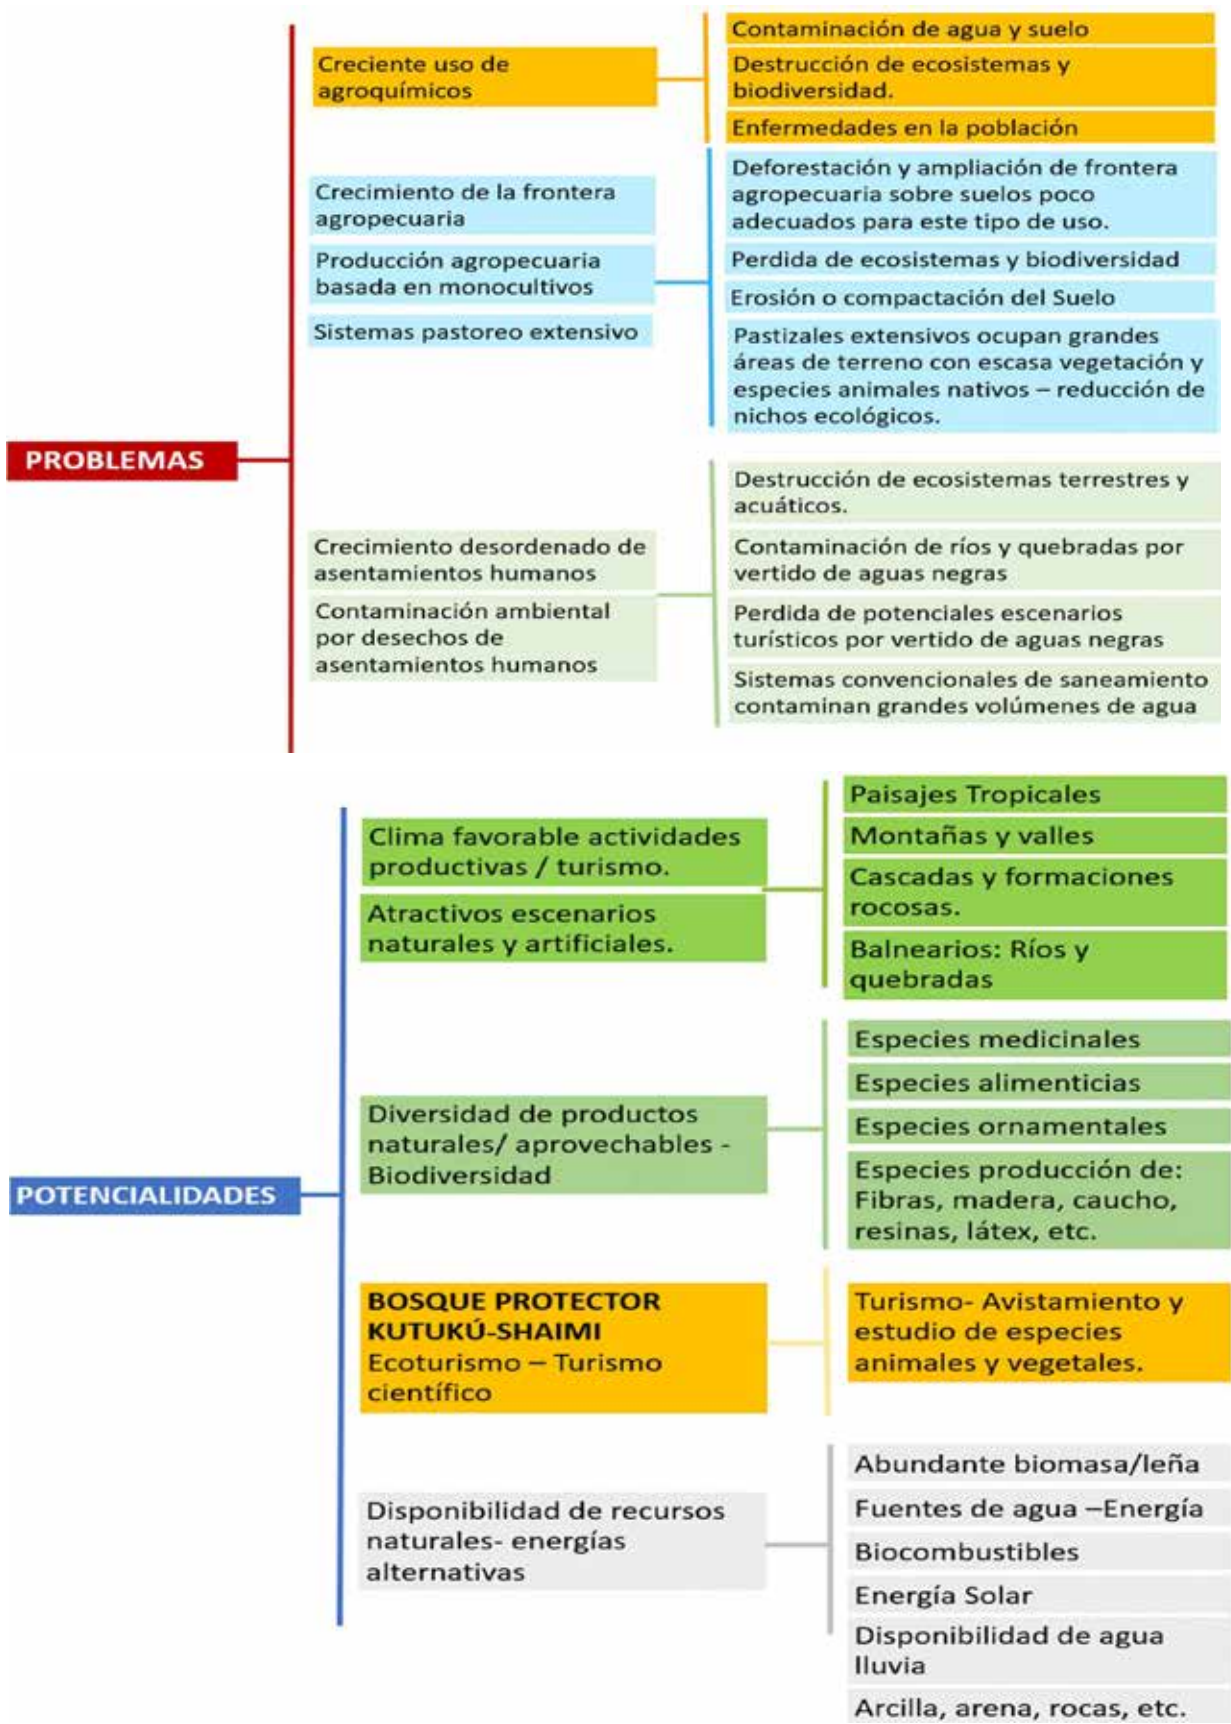 PROBLEMAS
Creciente uso de
agroquímicos
Contaminación de agua y suelo
Destrucción de ecosistemas y
biodiversidad.
Enfermedades en la población
Crecimiento de la frontera
agropecuaria
Producción agropecuaria
basada en monocultivos
Sistemas pastoreo extensivo
Deforestación y ampliación de frontera
agropecuaria sobre suelos poco
adecuados para este tipo de uso.
Perdida de ecosistemas y biodiversidad
Erosión o compactación del Suelo
Pastizales extensivos ocupan grandes
áreas de terreno con escasa vegetación y
especies animales nativos – reducción de
nichos ecológicos.
Crecimiento desordenado de
asentamientos humanos
Contaminación ambiental
por desechos de
asentamientos humanos
Destrucción de ecosistemas terrestres y
acuáticos.
Contaminación de ríos y quebradas por
vertido de aguas negras
Perdida de potenciales escenarios
turísticos por vertido de aguas negras
Sistemas convencionales de saneamiento
contaminan grandes volúmenes de agua
POTENCIALIDADES
Clima favorable actividades
productivas / turismo.
Atractivos escenarios
naturales y artificiales.
Paisajes Tropicales
Montañas y valles
Cascadas y formaciones
rocosas.
Balnearios: Ríos y
quebradas
Diversidad de productos
naturales/ aprovechables -
Biodiversidad
Especies medicinales
Especies alimenticias
Especies ornamentales
Especies producción de:
Fibras, madera, caucho,
resinas, látex, etc.
BOSQUE PROTECTOR
KUTUKÚ-SHAIMI
Ecoturismo – Turismo
científico
Turismo- Avistamiento y
estudio de especies
animales y vegetales.
Disponibilidad de recursos
naturales- energías
alternativas
Abundante biomasa/leña
Fuentes de agua –Energía
Biocombustibles
Energía Solar
Disponibilidad de agua
lluvia
Arcilla, arena, rocas, etc.